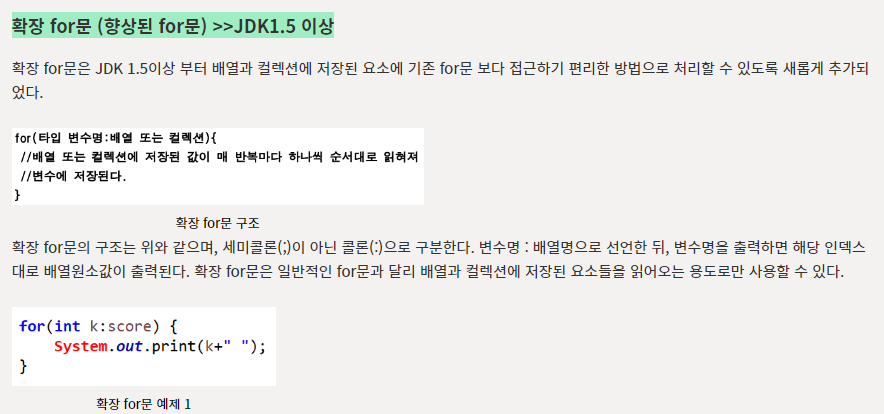 확장 for문 (향상된 for문) >>JDK1.5 이상
확장 for문은 JDK 1.5이상 부터 배열과 컬렉션에 저장된 요소에 기존 for문 보다 접근하기 편리한 방법으로 처리할 수 있도록 새롭게 추가되
었다.
for(타입 변수명:배열 또는 컬렉션){
//배열 또는 컬렉션에 저장된 값이 매 반복마다 하나씩 순서대로 읽혀져
//변수에 저장된다.
}
확장 for문 구조
확장 for문의 구조는 위와 같으며, 세미콜론(;)이 아닌 콜론(:)으로 구분한다. 변수명 : 배열명으로 선언한 뒤, 변수명을 출력하면 해당 인덱스
대로 배열원소값이 출력된다. 확장 for문은 일반적인 for문과 달리 배열과 컬렉션에 저장된 요소들을 읽어오는 용도로만 사용할 수 있다.
for(int k:score) {
System.out.print(k+" ");
}
확장 for문 예제 1